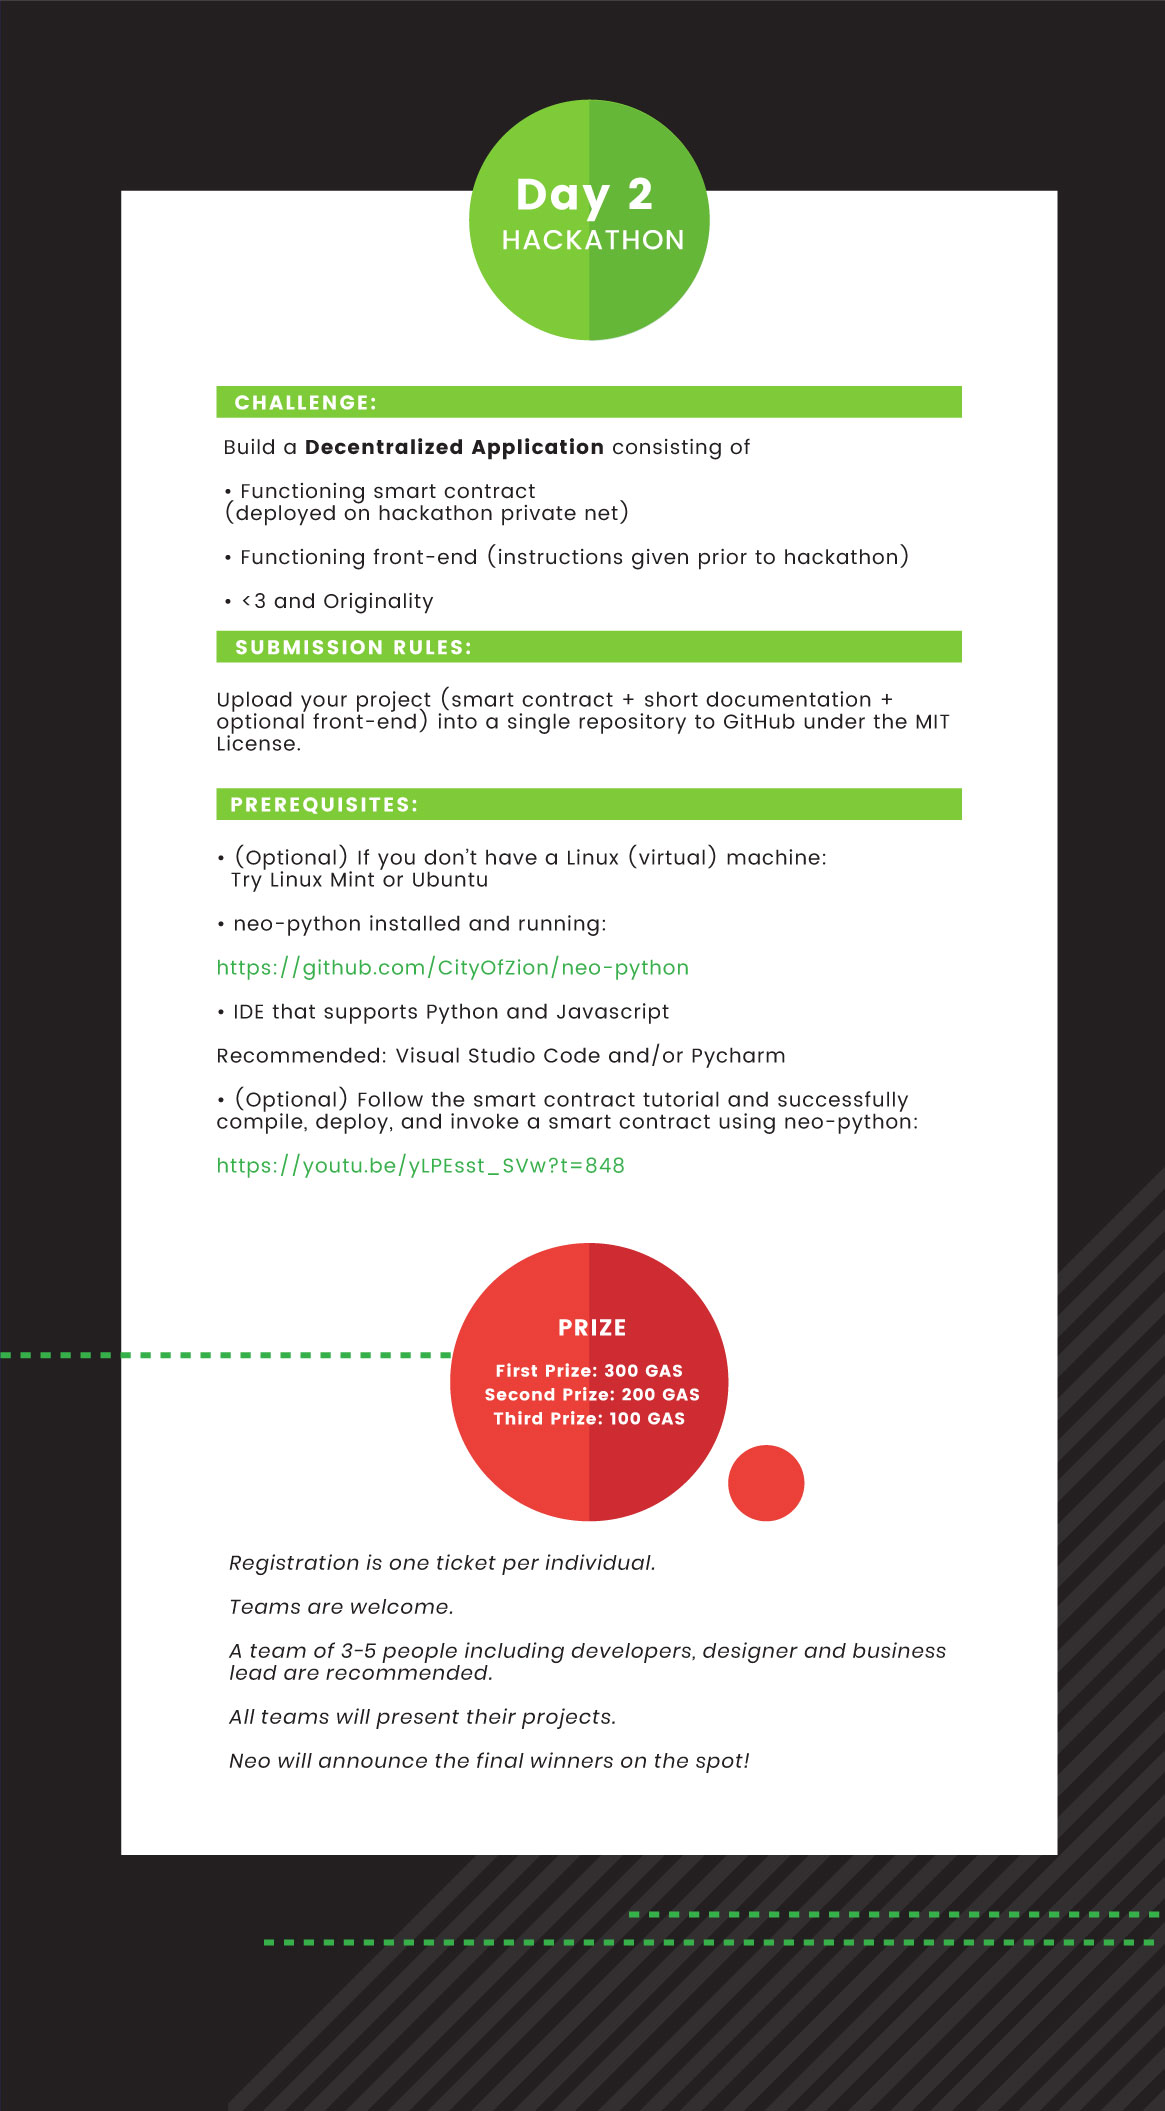 Day 2
HACKATHON
CHALLENGE:
Build a Decentralized Application consisting of
• Functioning smart contract
(deployed on hackathon private net)
• Functioning front-end (instructions given prior to hackathon)
• <3 and Originality
SUBMISSION RULES:
Upload your project (smart contract + short documentation +
optional front-end) into a single repository to GitHub under the MIT
License.
PREREQUISITES:
• (Optional) If you don't have a Linux (virtual) machine:
Try Linux Mint or Ubuntu
• neo-python installed and running:
https://github.com/CityOfZion/neo-python
• IDE that supports Python and Javascript
Recommended: Visual Studio Code and/or Pycharm
• (Optional) Follow the smart contract tutorial and successfully
compile, deploy, and invoke a smart contract using neo-python:
https://youtu.be/yLPEsst_SVw?t=848
PRIZE
First Prize: 300 GAS
Second Prize: 200 GAS
Third Prize: 100 GAS
Registration is one ticket per individual.
Teams are welcome.
A team of 3-5 people including developers, designer and business
lead are recommended.
All teams will present their projects.
Neo will announce the final winners on the spot!